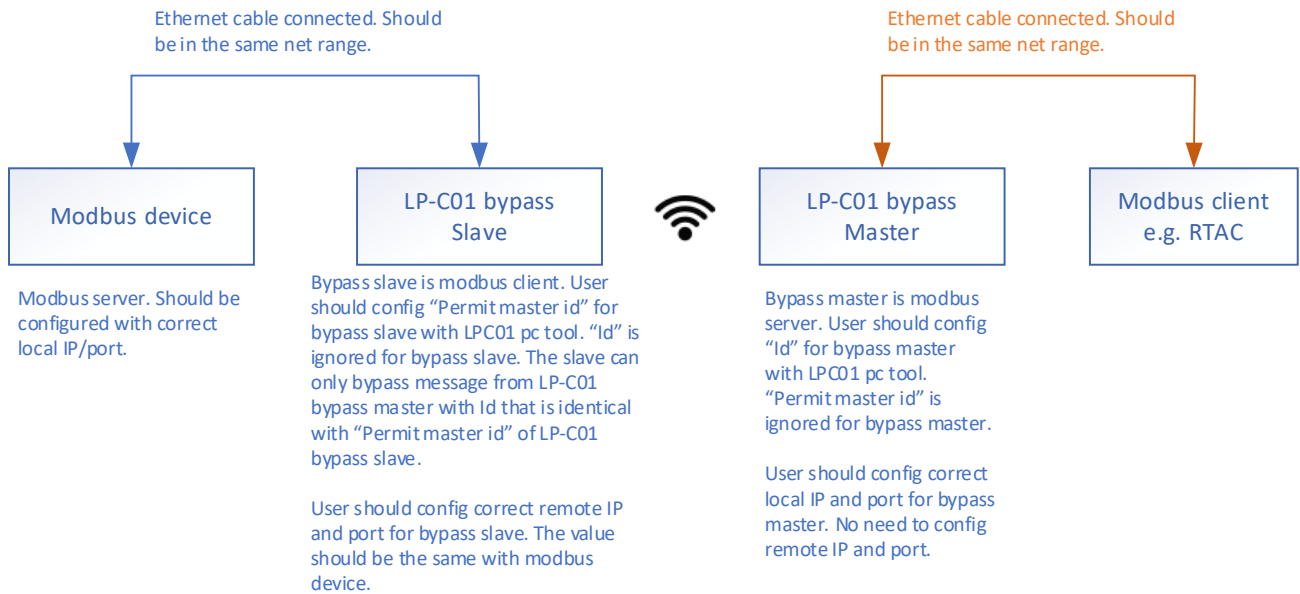 Ethernet cable connected. Should
be in the same net range.
Ethernet cable connected. Should
be in the same net range.
Modbus device
LP-C01 bypass
Slave
LP-C01 bypass
Master
Modbus client
e.g. RTAC
Modbus server. Should be
configured with correct
local IP/port.
Bypass slave is modbus client. User
should config “Permit master id” for
bypass slave with LPC01 pc tool. “Id” is
ignored for bypass slave. The slave can
only bypass message from LP-C01
bypass master with Id that is identical
with “Permit master id” of LP-C01
bypass slave.
User should config correct remote IP
and port for bypass slave. The value
should be the same with modbus
device.
Bypass master is modbus
server. User should config
“Id” for bypass master
with LPC01 pc tool.
“Permit master id” is
ignored for bypass master.
User should config correct
local IP and port for bypass
master. No need to config
remote IP and port.